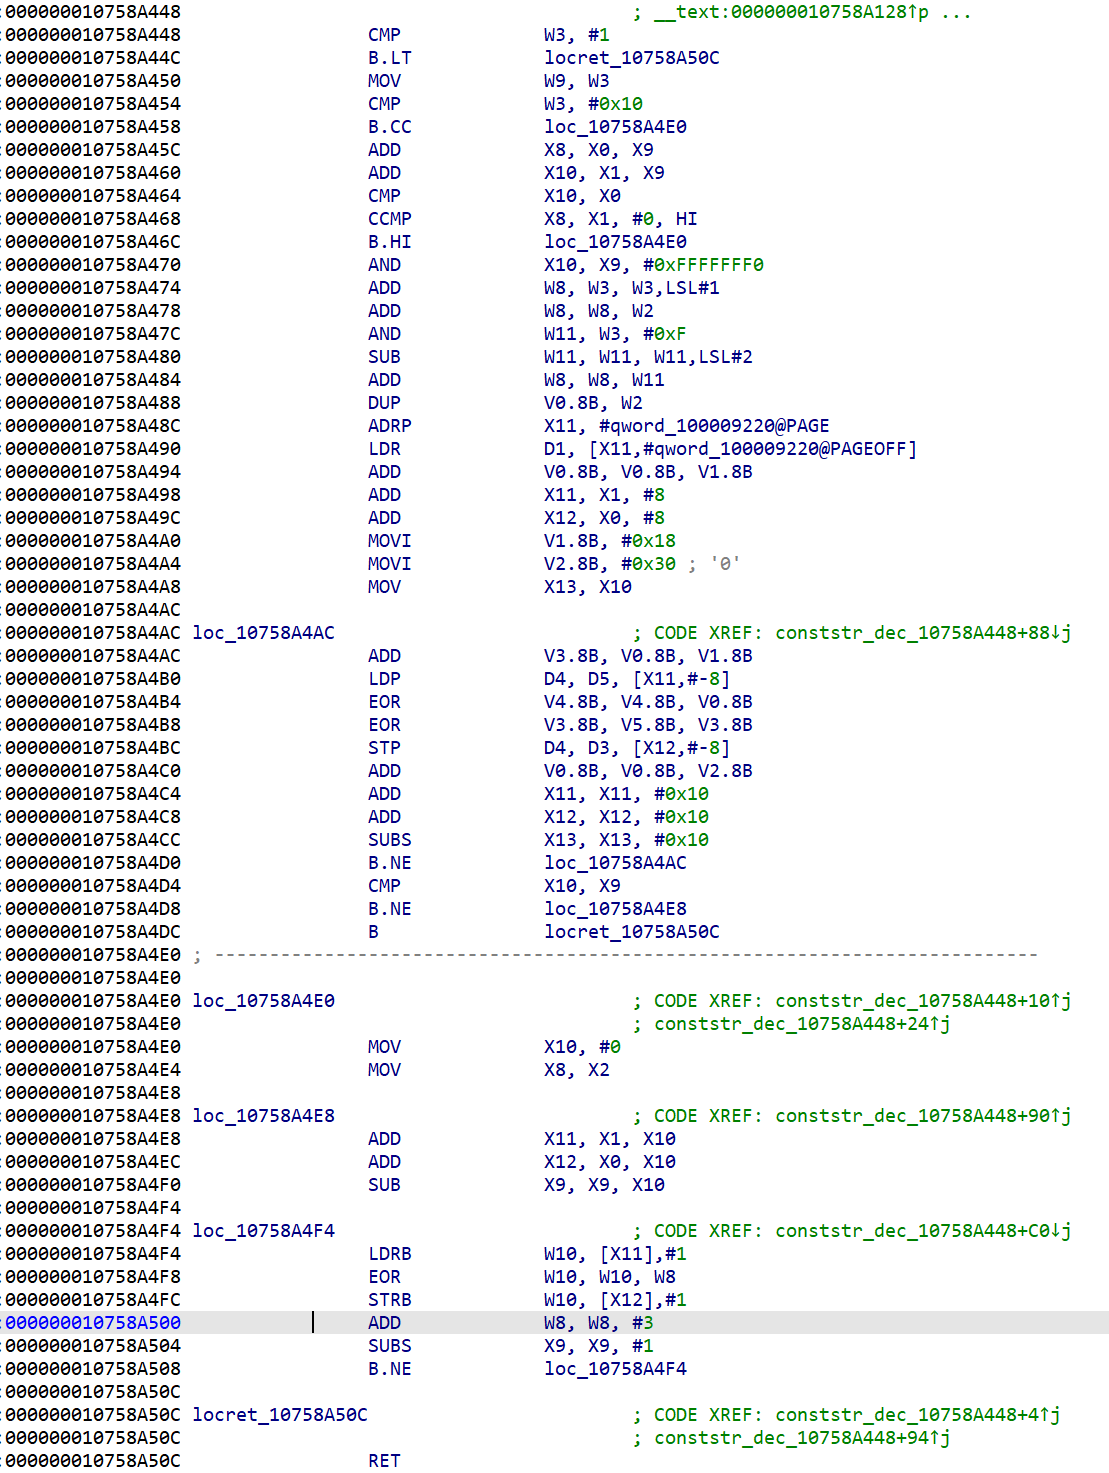 :000000010758A448 ; __text:000000010758A128↑p ...
:000000010758A448 CMP W3, #1
:000000010758A44C B.LT locret_10758A50C
:000000010758A450 MOV W9, W3
:000000010758A454 CMP W3, #0x10
:000000010758A458 B.CC loc_10758A4E0
:000000010758A45C ADD X8, X0, X9
:000000010758A460 ADD X10, X1, X9
:000000010758A464 CMP X10, X0
:000000010758A468 CCMP X8, X1, #0, HI
:000000010758A46C B.HI loc_10758A4E0
:000000010758A470 AND X10, X9, #0xFFFFFFF0
:000000010758A474 ADD W8, W3, W3,LSL#1
:000000010758A478 ADD W8, W8, W2
:000000010758A47C AND W11, W3, #0xF
:000000010758A480 SUB W11, W11, W11,LSL#2
:000000010758A484 ADD W8, W8, W11
:000000010758A488 DUP V0.8B, W2
:000000010758A48C ADRP X11, #qword_100009220@PAGE
:000000010758A490 LDR D1, [X11,#qword_100009220@PAGEOFF]
:000000010758A494 ADD V0.8B, V0.8B, V1.8B
:000000010758A498 ADD X11, X1, #8
:000000010758A49C ADD X12, X0, #8
:000000010758A4A0 MOVI V1.8B, #0x18
:000000010758A4A4 MOVI V2.8B, #0x30 ; '0'
:000000010758A4A8 MOV X13, X10
:000000010758A4AC
:000000010758A4AC loc_10758A4AC ; CODE XREF: conststr_dec_10758A448+88↓j
:000000010758A4AC ADD V3.8B, V0.8B, V1.8B
:000000010758A4B0 LDP D4, D5, [X11,#-8]
:000000010758A4B4 EOR V4.8B, V4.8B, V0.8B
:000000010758A4B8 EOR V3.8B, V5.8B, V3.8B
:000000010758A4BC STP D4, D3, [X12,#-8]
:000000010758A4C0 ADD V0.8B, V0.8B, V2.8B
:000000010758A4C4 ADD X11, X11, #0x10
:000000010758A4C8 ADD X12, X12, #0x10
:000000010758A4CC SUBS X13, X13, #0x10
:000000010758A4D0 B.NE loc_10758A4AC
:000000010758A4D4 CMP X10, X9
:000000010758A4D8 B.NE loc_10758A4E8
:000000010758A4DC B locret_10758A50C
:000000010758A4E0 ; ---------------------------------------------------------------------------
:000000010758A4E0
:000000010758A4E0 loc_10758A4E0 ; CODE XREF: conststr_dec_10758A448+10↑j
:000000010758A4E0 ; conststr_dec_10758A448+24↑j
:000000010758A4E0 MOV X10, #0
:000000010758A4E4 MOV X8, X2
:000000010758A4E8
:000000010758A4E8 loc_10758A4E8 ; CODE XREF: conststr_dec_10758A448+90↑j
:000000010758A4E8 ADD X11, X1, X10
:000000010758A4EC ADD X12, X0, X10
:000000010758A4F0 SUB X9, X9, X10
:000000010758A4F4
:000000010758A4F4 loc_10758A4F4 ; CODE XREF: conststr_dec_10758A448+C0↓j
:000000010758A4F4 LDRB W10, [X11],#1
:000000010758A4F8 EOR W10, W10, W8
:000000010758A4FC STRB W10, [X12],#1
:000000010758A500 ADD W8, W8, #3
:000000010758A504 SUBS X9, X9, #1
:000000010758A508 B.NE loc_10758A4F4
:000000010758A50C
:000000010758A50C locret_10758A50C ; CODE XREF: conststr_dec_10758A448+4↑j
:000000010758A50C ; conststr_dec_10758A448+94↑j
:000000010758A50C RET